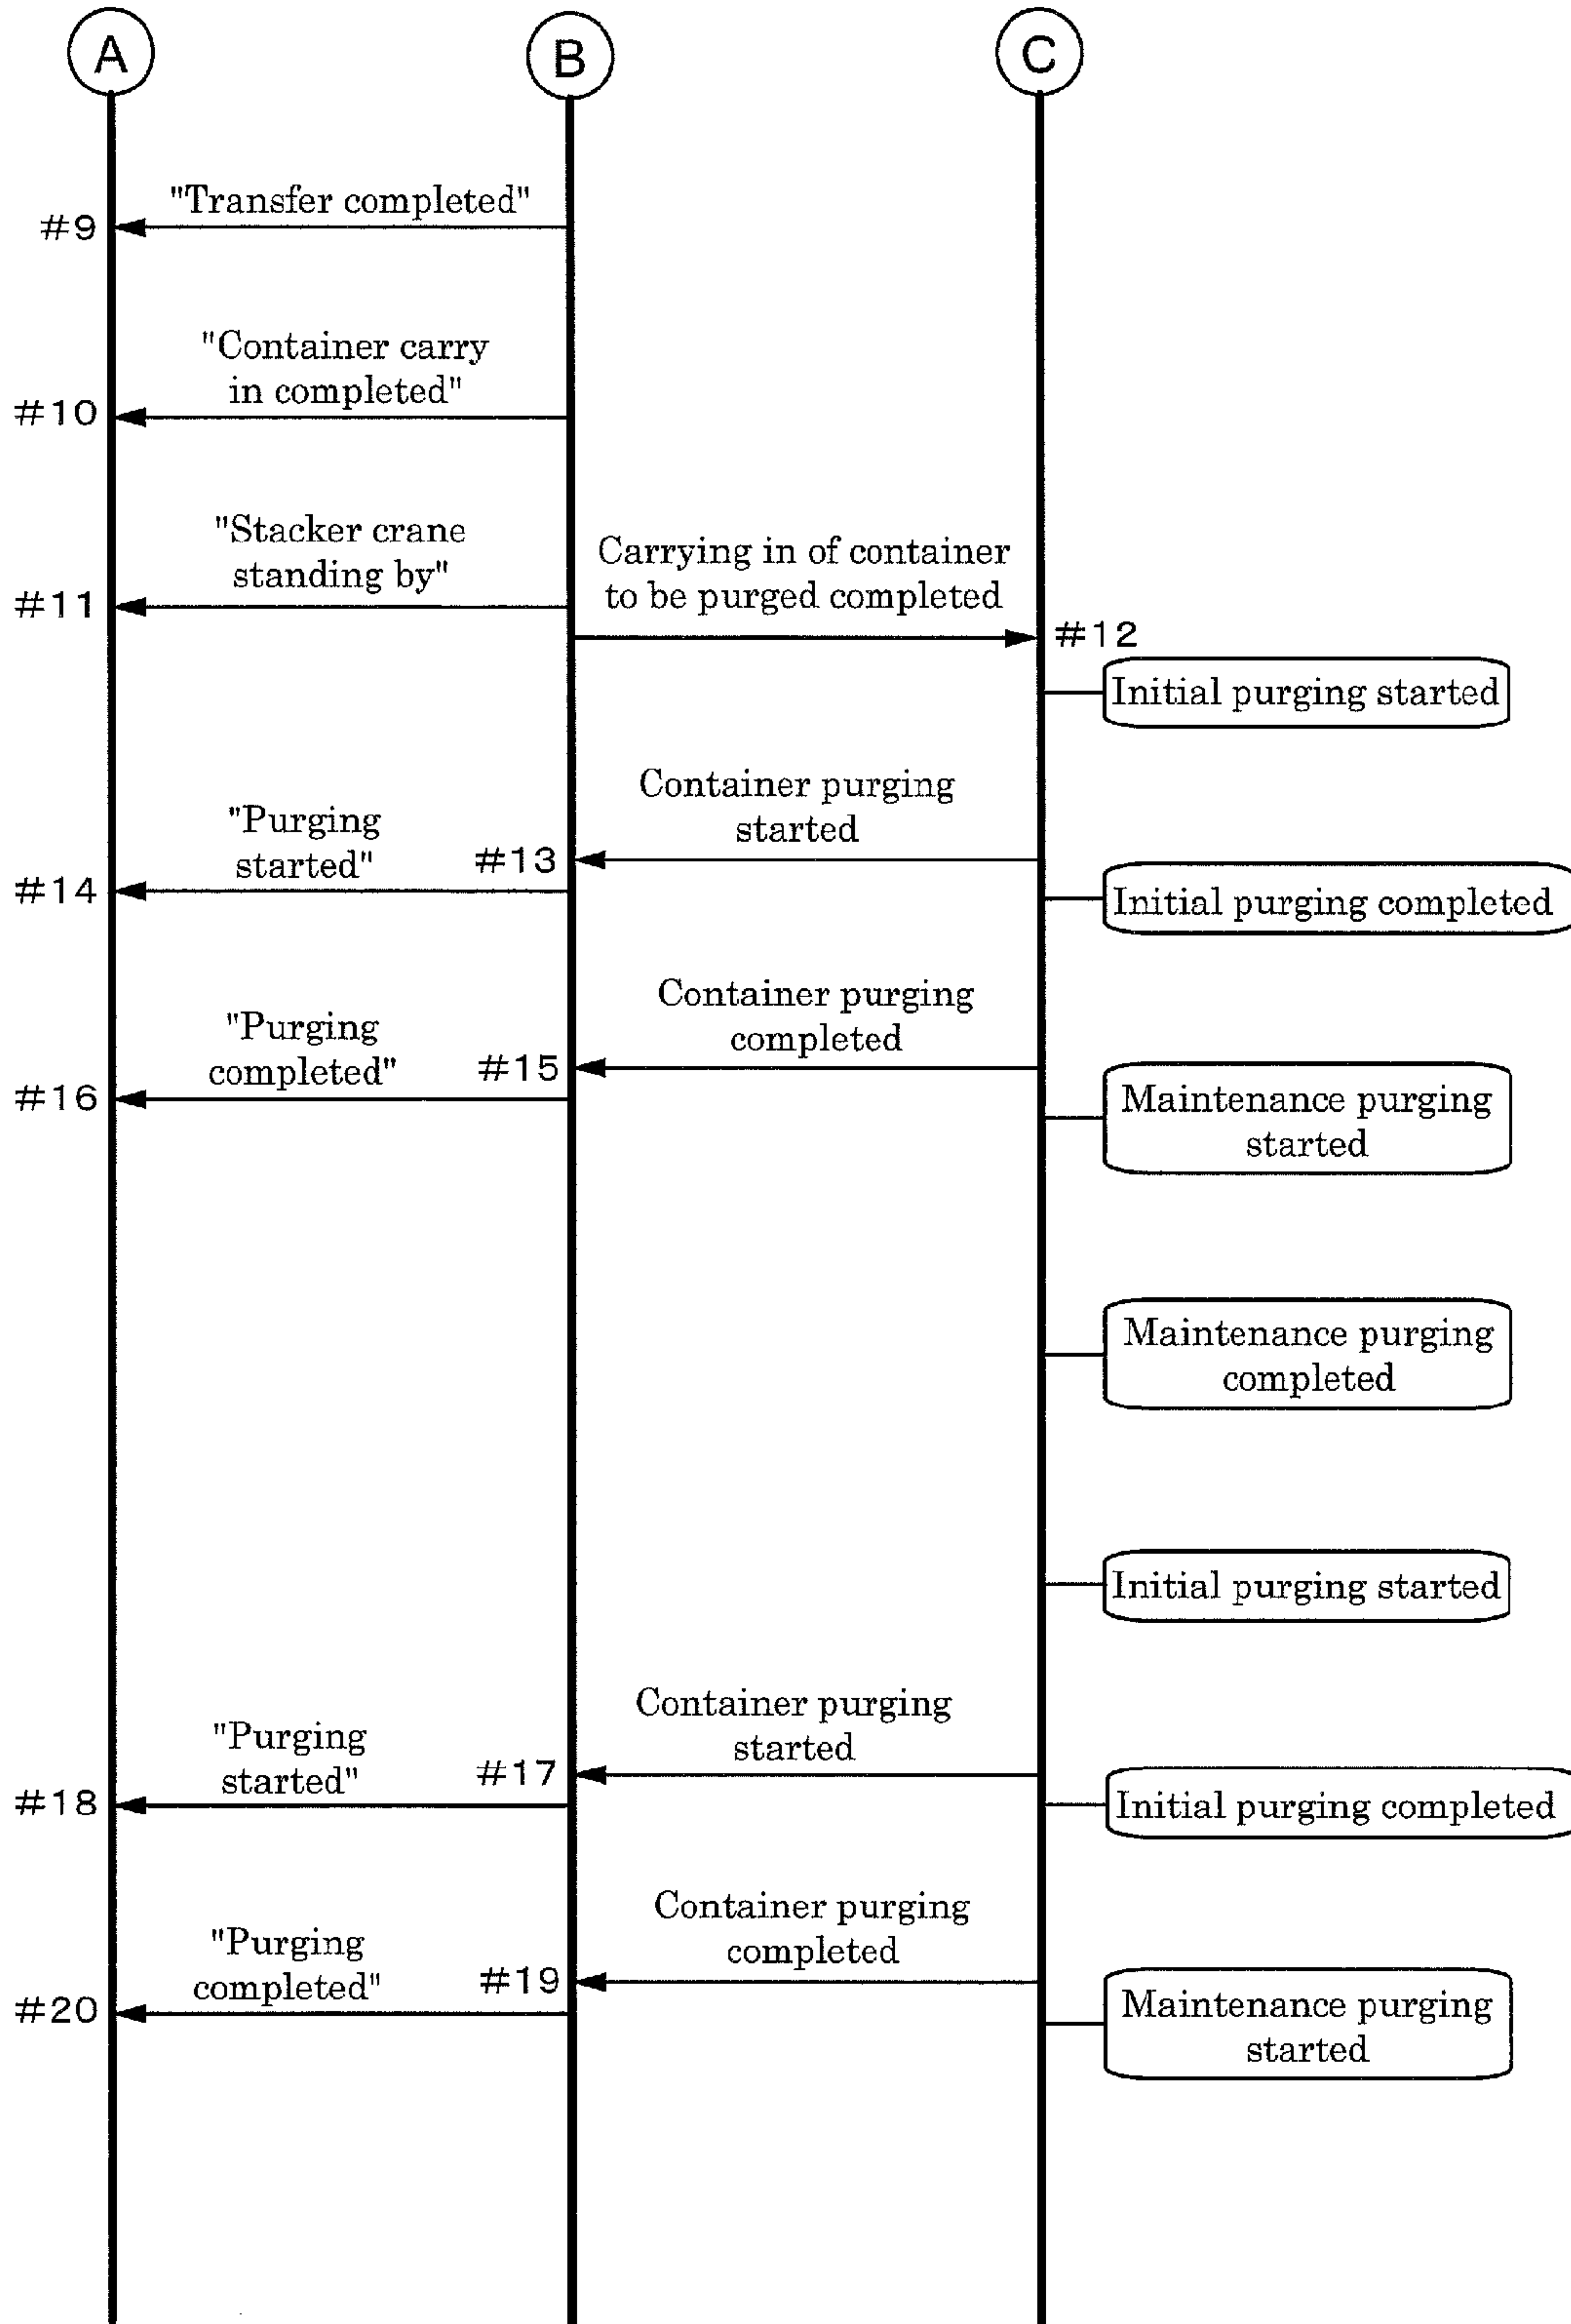 A
B
C
"Transfer completed"
#9
"Container carry
in completed"
#10
"Stacker crane
standing by"
#11
Carrying in of container
to be purged completed
#12
Initial purging started
Container purging
started
"Purging
started"
#13
#14
Initial purging completed
Container purging
completed
"Purging
completed"
#15
#16
Maintenance purging
started
Maintenance purging
completed
Initial purging started
Container purging
started
"Purging
started"
#17
#18
Initial purging completed
Container purging
completed
"Purging
completed"
#19
#20
Maintenance purging
started